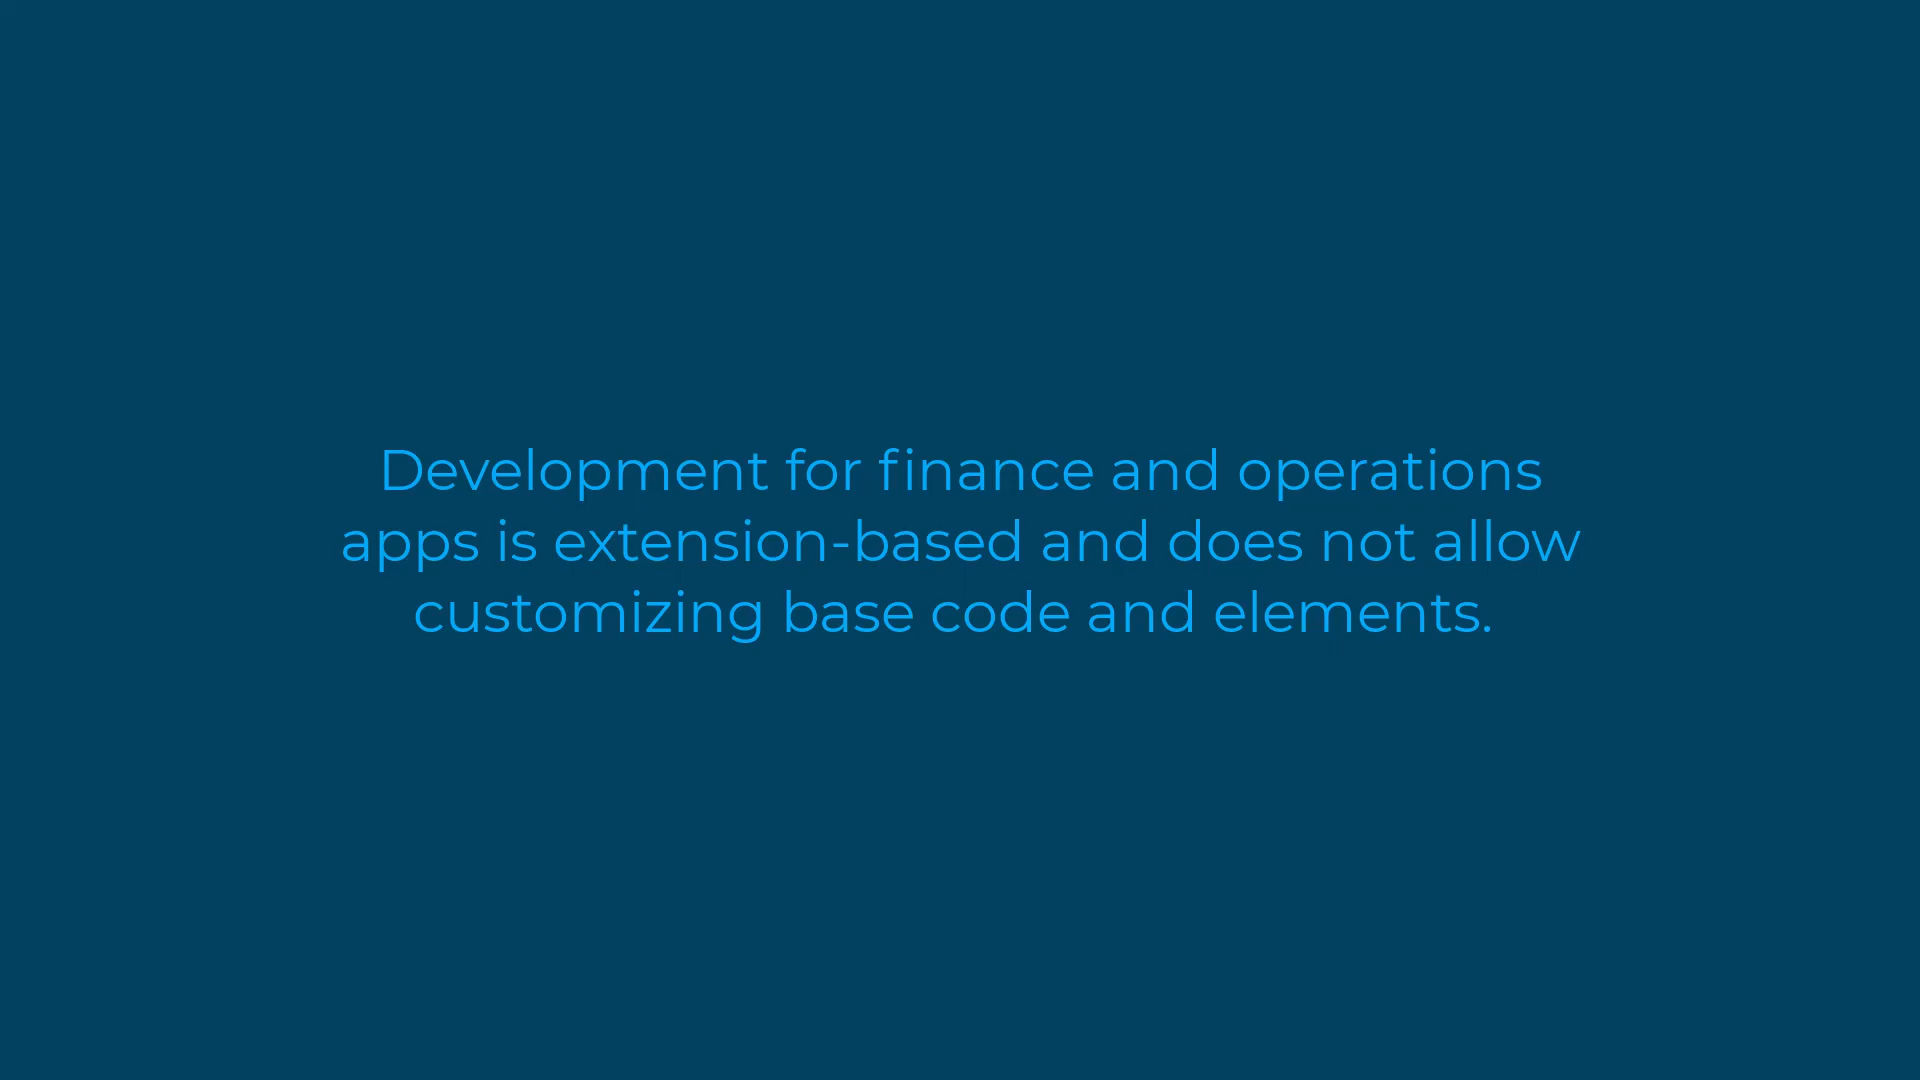 Development for finance and operations
apps is extension-based and does not allow
customizing base code and elements.